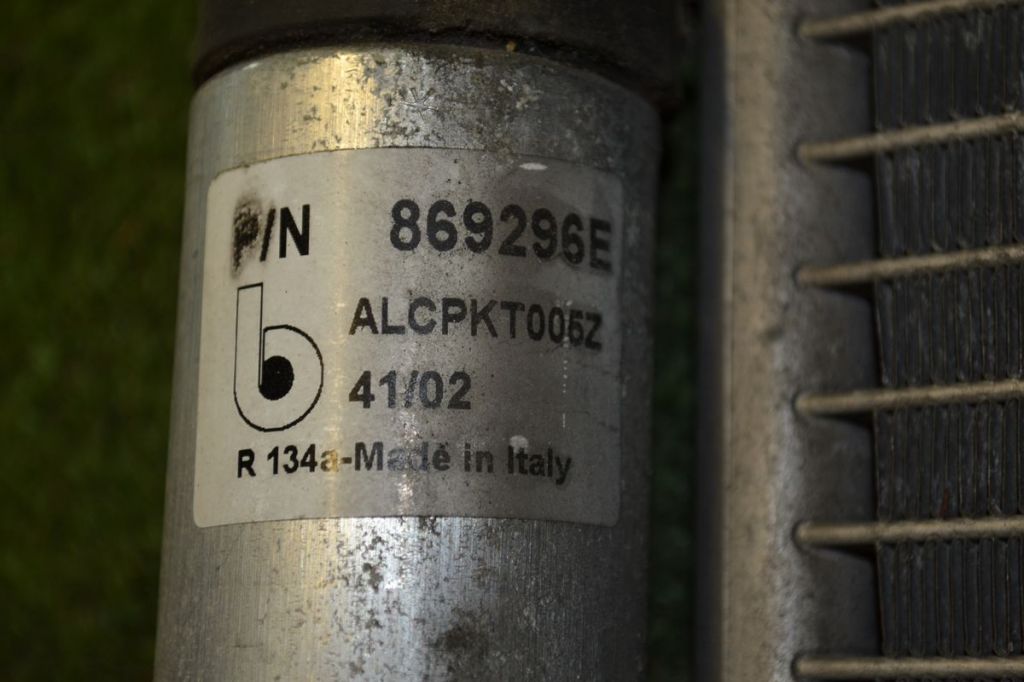 P/N 869296E
b
ALCPKT005Z
41/02
R 134a-Made in Italy